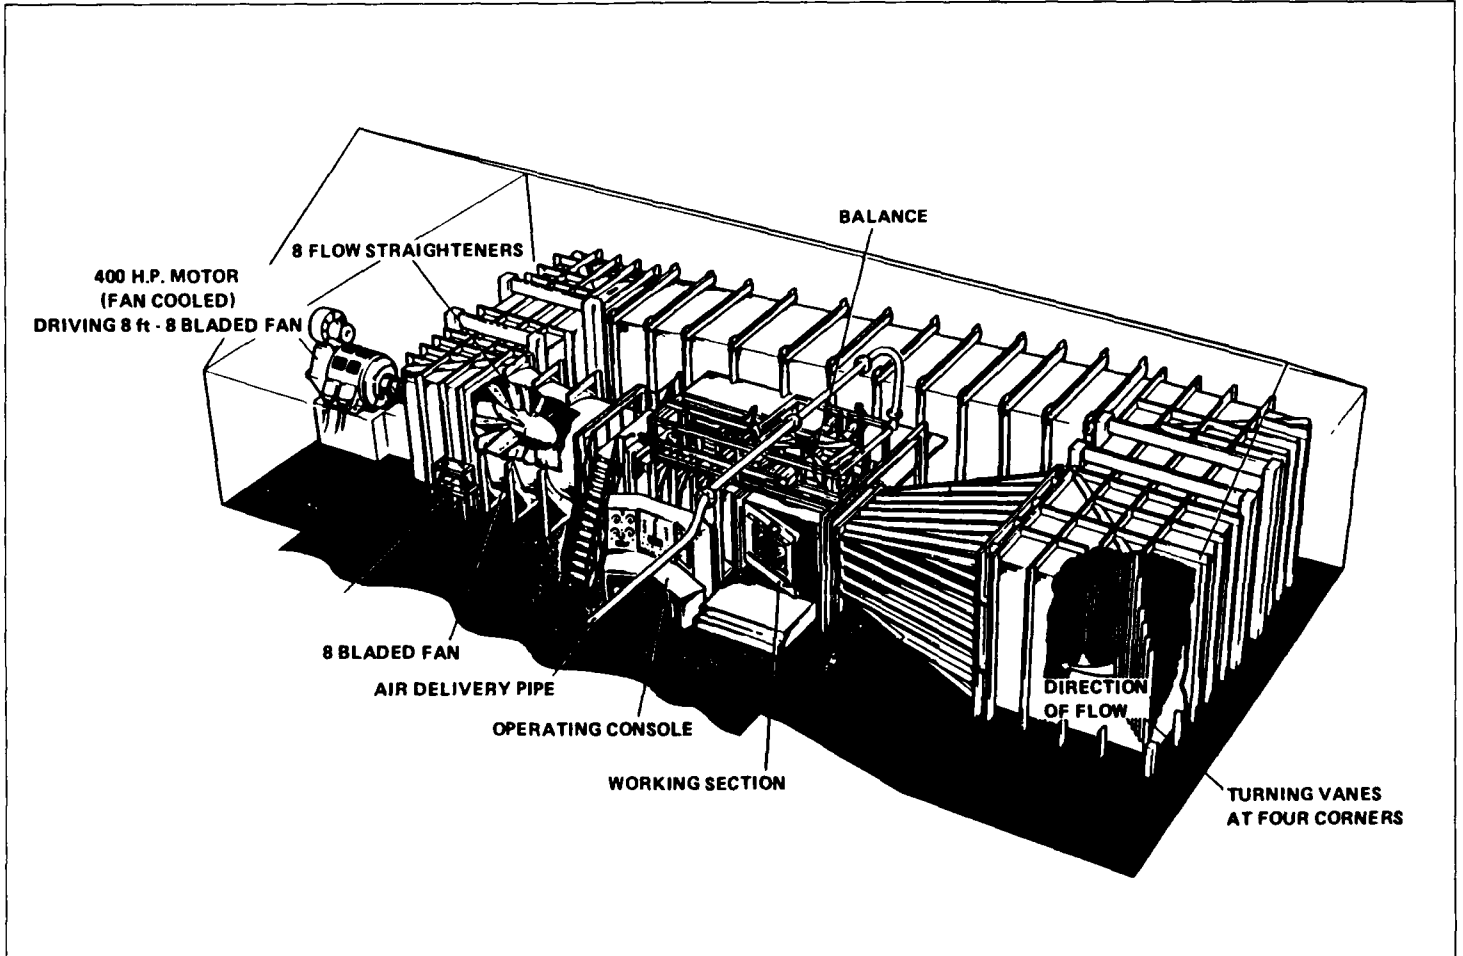 BALANCE
8 FLOW STRAIGHTENERS
400 H.P. MOTOR
(FAN COOLED)
DRIVING 8 ft - 8 BLADED FAN
8 BLADED FAN
AIR DELIVERY PIPE
OPERATING CONSOLE
WORKING SECTION
DIRECTION
OF FLOW
TURNING VANES
AT FOUR CORNERS